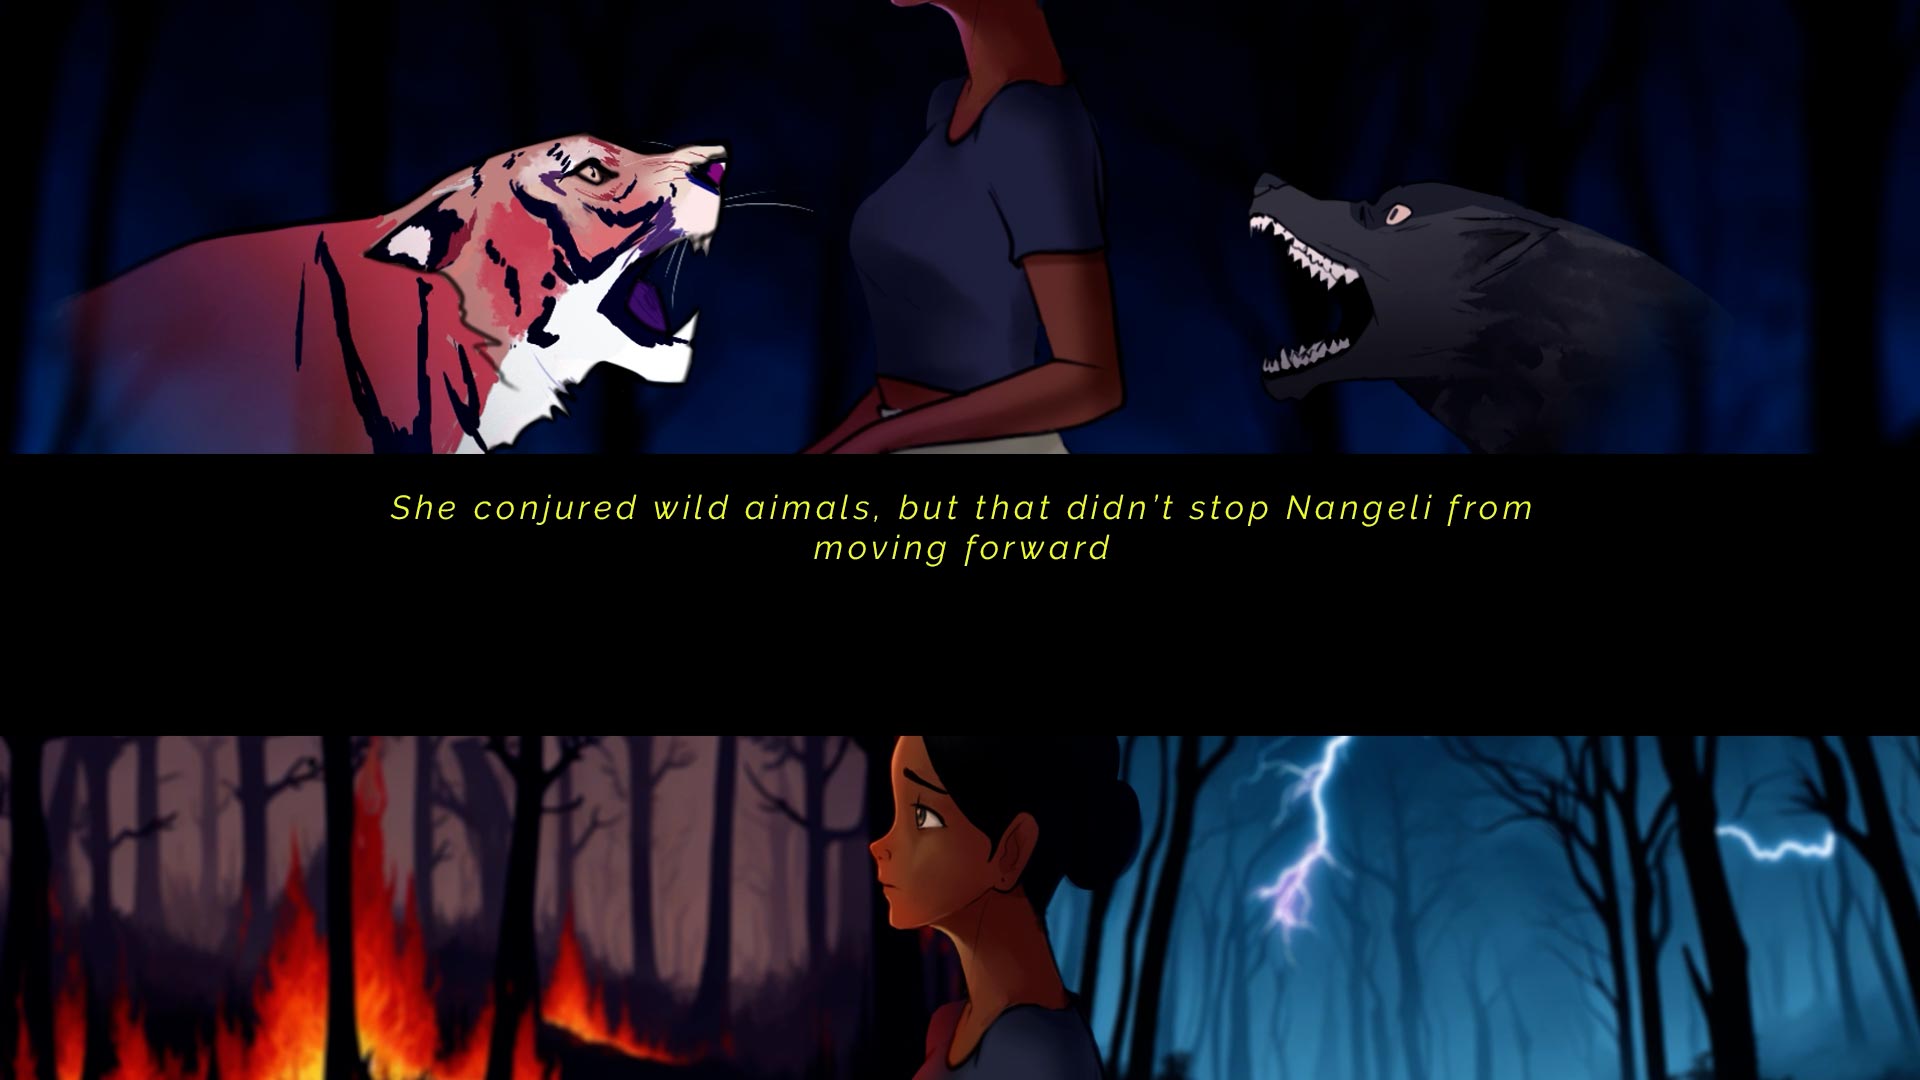 She conjured wild aimals, but that didn’t stop Nangeli from
moving forward